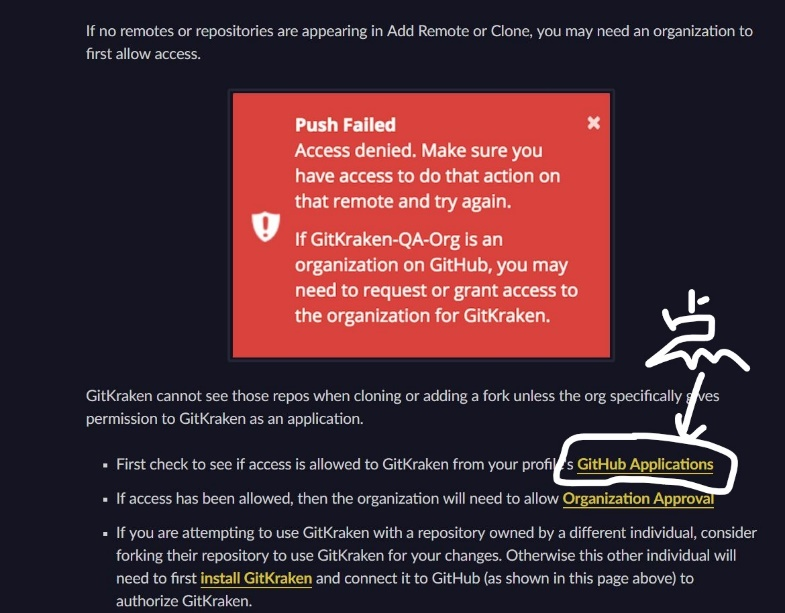 If no remotes or repositories are appearing in Add Remote or Clone, you may need an organization to
first allow access.
Push Failed
Access denied. Make sure you
have access to do that action on
that remote and try again.
If GitKraken-QA-Org is an
organization on GitHub, you may
need to request or grant access to
the organization for GitKraken.
GitKraken cannot see those repos when cloning or adding a fork unless the org specifically gives
permission to GitKraken as an application.
▪ First check to see if access is allowed to GitKraken from your profile's GitHub Applications
▪ If access has been allowed, then the organization will need to allow Organization Approval
▪ If you are attempting to use GitKraken with a repository owned by a different individual, consider
forking their repository to use GitKraken for your changes. Otherwise this other individual will
need to first install GitKraken and connect it to GitHub (as shown in this page above) to
authorize GitKraken.